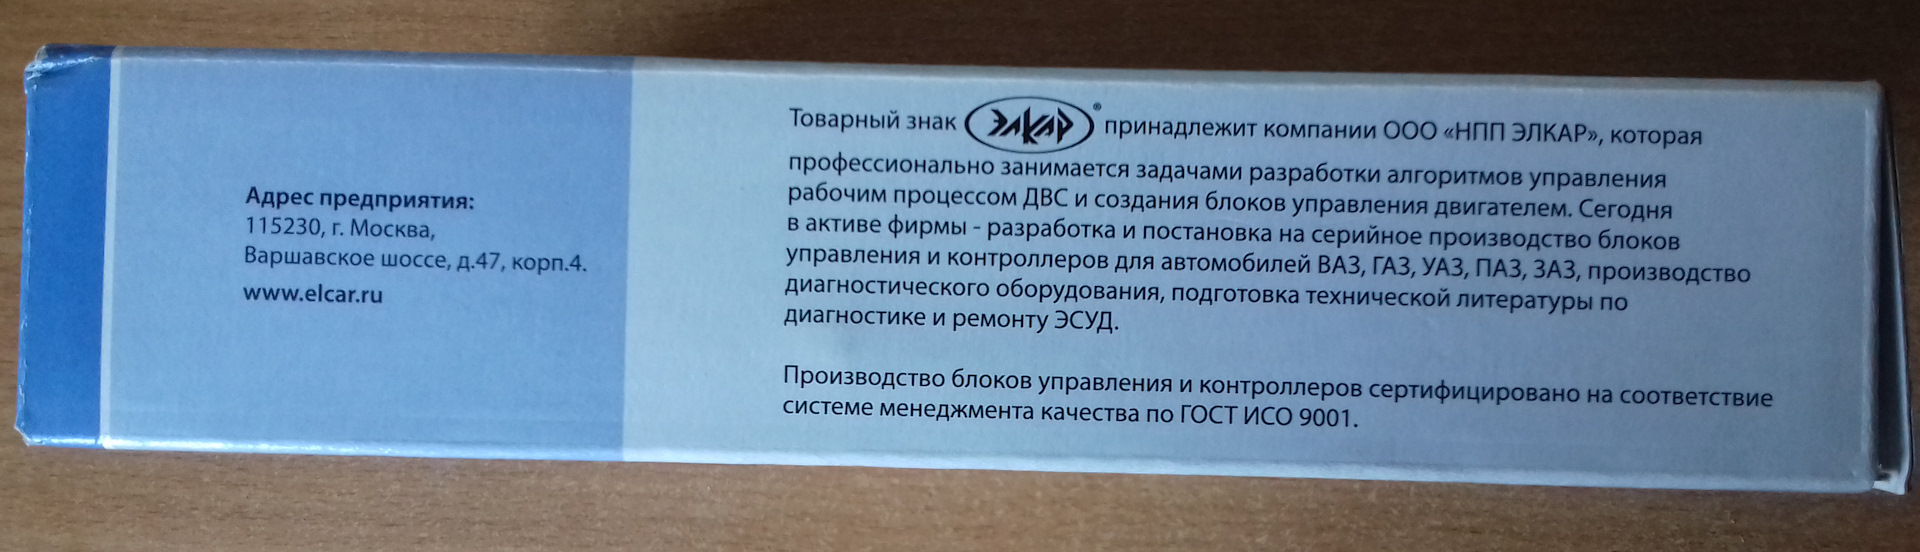 Адрес предприятия:
115230, г. Москва,
Варшавское шоссе, д.47, корп.4.
www.elcar.ru
Товарный знак ЭЛКАР® принадлежит компании ООО «НПП ЭЛКАР», которая
профессионально занимается задачами разработки алгоритмов управления
рабочим процессом ДВС и создания блоков управления двигателем. Сегодня
в активе фирмы - разработка и постановка на серийное производство блоков
управления и контроллеров для автомобилей ВАЗ, ГАЗ, УАЗ, ПАЗ, ЗАЗ, производство
диагностического оборудования, подготовка технической литературы по
диагностике и ремонту ЭСУД.
Производство блоков управления и контроллеров сертифицировано на соответствие
системе менеджмента качества по ГОСТ ИСО 9001.